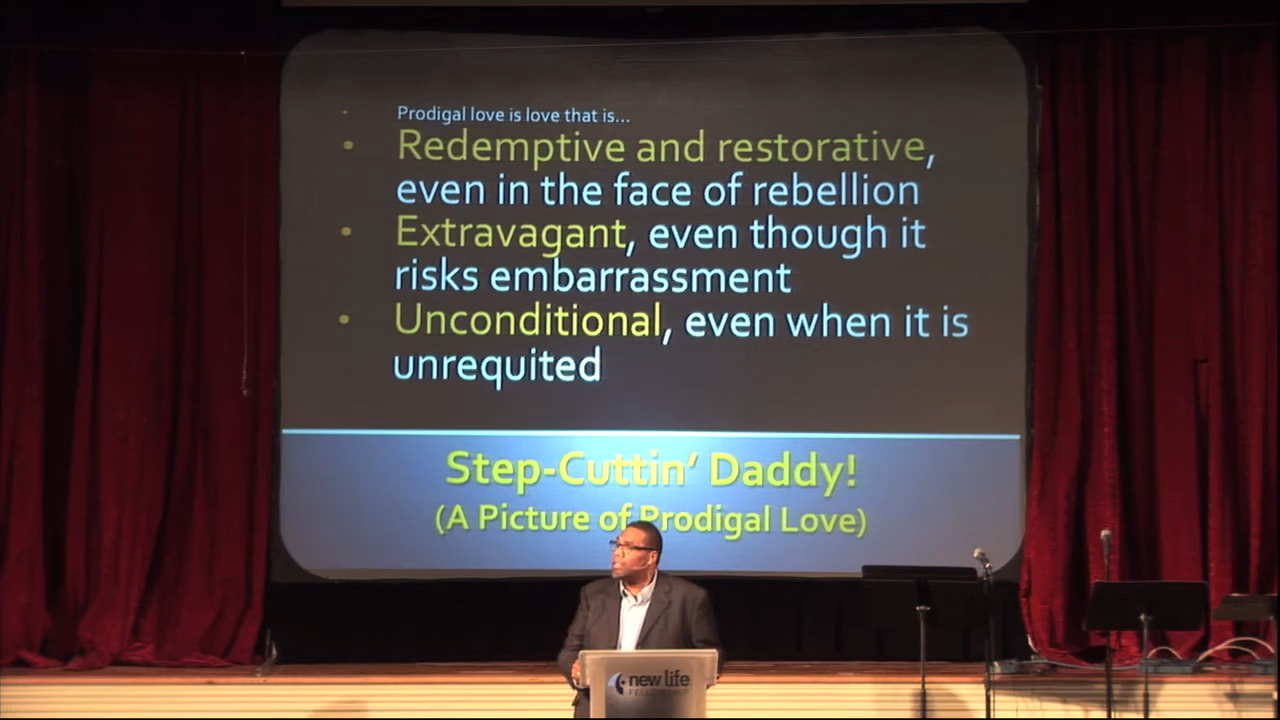 Prodigal love is love that is...
Redemptive and restorative,
even in the face of rebellion
Extravagant, even though it
risks embarrassment
Unconditional, even when it is
unrequited
Step-Cuttin' Daddy!
(A Picture of Prodigal Love)
new life
FELLOWSHIP